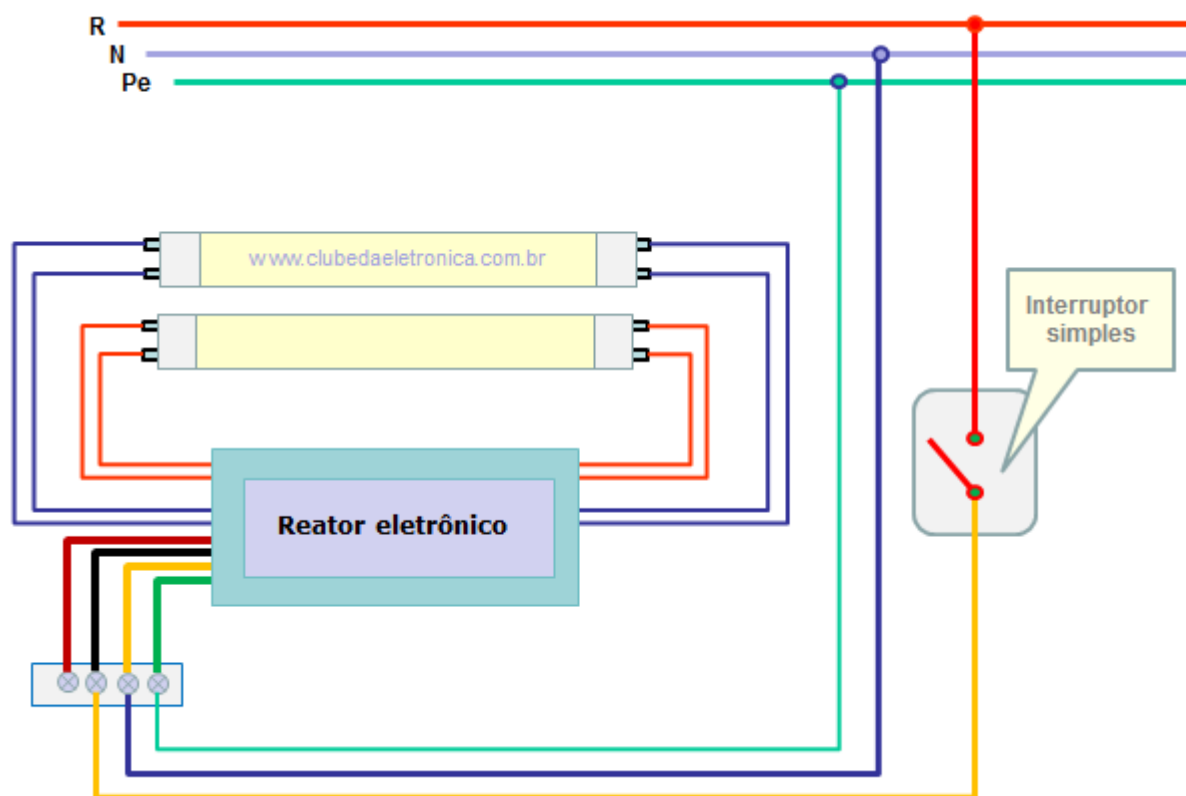 R
N
Pe
www.clubedaeletronica.com.br
Interruptor
simples
Reator eletrônico